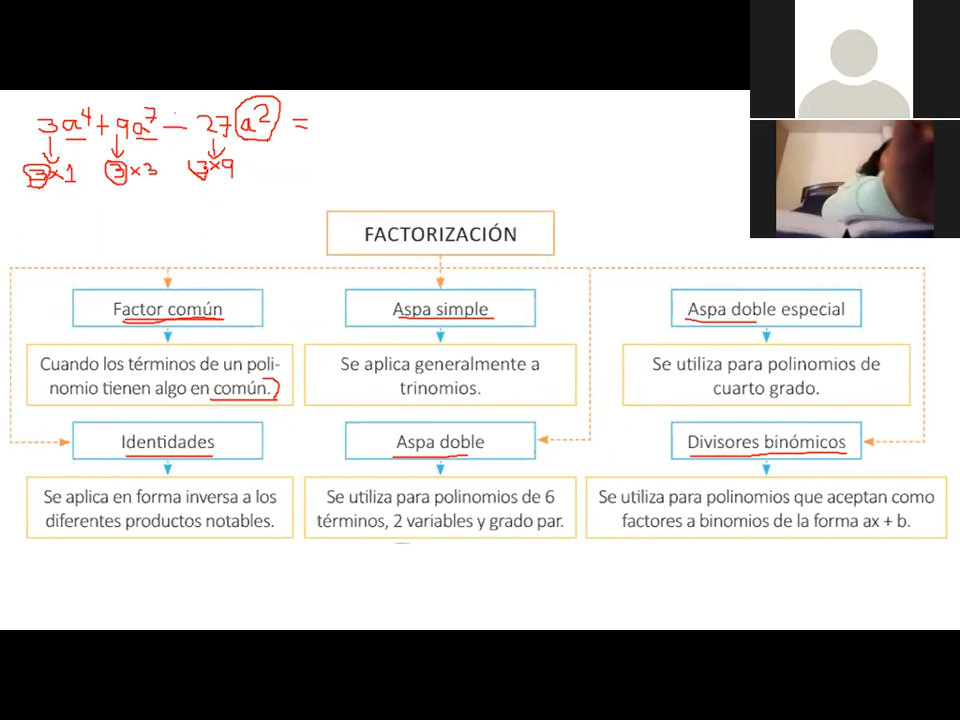 3a⁴+9a⁷-27a²=
3×1 3×3 3×9
FACTORIZACIÓN
Factor común
Cuando los términos de un poli-
nomio tienen algo en común.
Aspa simple
Se aplica generalmente a
trinomios.
Aspa doble especial
Se utiliza para polinomios de
cuarto grado.
Identidades
Se aplica en forma inversa a los
diferentes productos notables.
Aspa doble
Se utiliza para polinomios de 6
términos, 2 variables y grado par.
Divisores binómicos
Se utiliza para polinomios que aceptan como
factores a binomios de la forma ax + b.